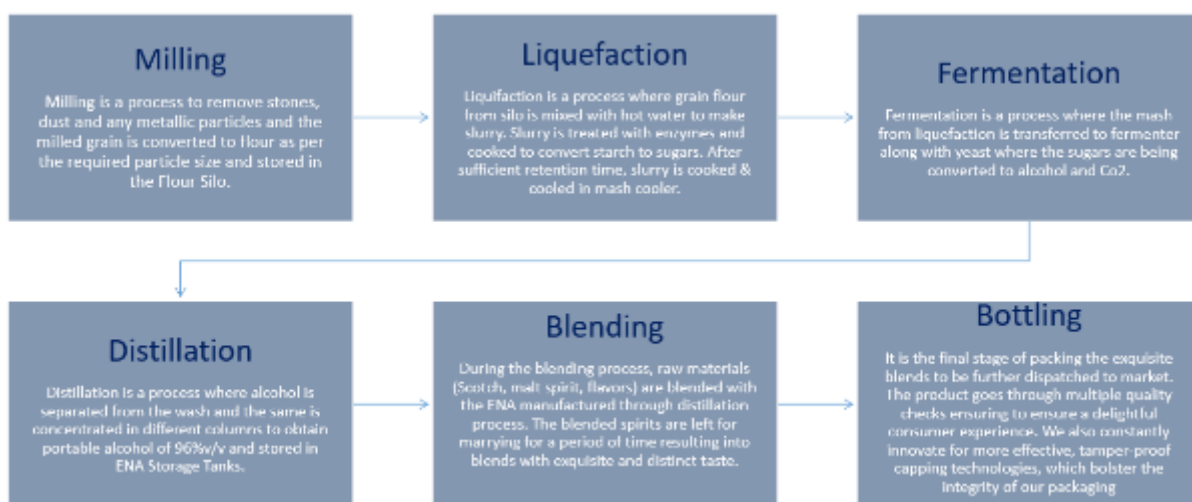 Milling
Milling is a process to remove stones,
dust and any metallic particles and the
milled grain is converted to flour as per
the required particle size and stored in
the Flour Silo.
Liquefaction
Liquifaction is a process where grain flour
from silo is mixed with hot water to make
slurry. Slurry is treated with enzymes and
cooked to convert starch to sugars. After
sufficient retention time, slurry is cooked &
cooled in mash cooler.
Fermentation
Fermentation is a process where the mash
from liquefaction is transferred to fermenter
along with yeast where the sugars are being
converted to alcohol and Co2.
Distillation
Distillation is a process where alcohol is
separated from the wash and the same is
concentrated in different columns to obtain
portable alcohol of 96%v/v and stored in
ENA Storage Tanks.
Blending
During the blending process, raw materials
(Scotch, malt spirit, flavors) are blended with
the ENA manufactured through distillation
process. The blended spirits are left for
marrying for a period of time resulting into
blends with exquisite and distinct taste.
Bottling
It is the final stage of packing the exquisite
blends to be further dispatched to market.
The product goes through multiple quality
checks ensuring to ensure a delightful
consumer experience. We also constantly
innovate for more effective, tamper-proof
capping technologies, which bolster the
integrity of our packaging